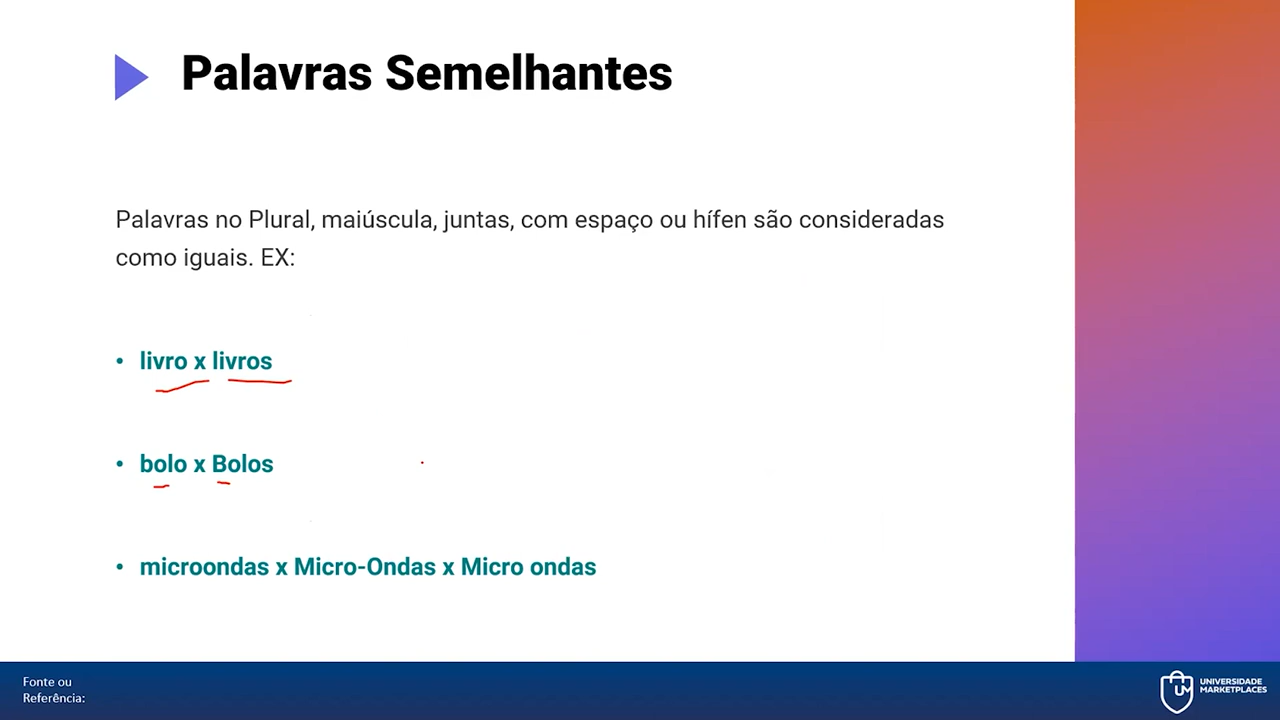 Palavras Semelhantes
Palavras no Plural, maiúscula, juntas, com espaço ou hífen são consideradas
como iguais. EX:
• livro x livros
• bolo x Bolos
• microondas x Micro-Ondas x Micro ondas
Fonte ou
Referência:
UM
UNIVERSIDADE
MARKETPLACES